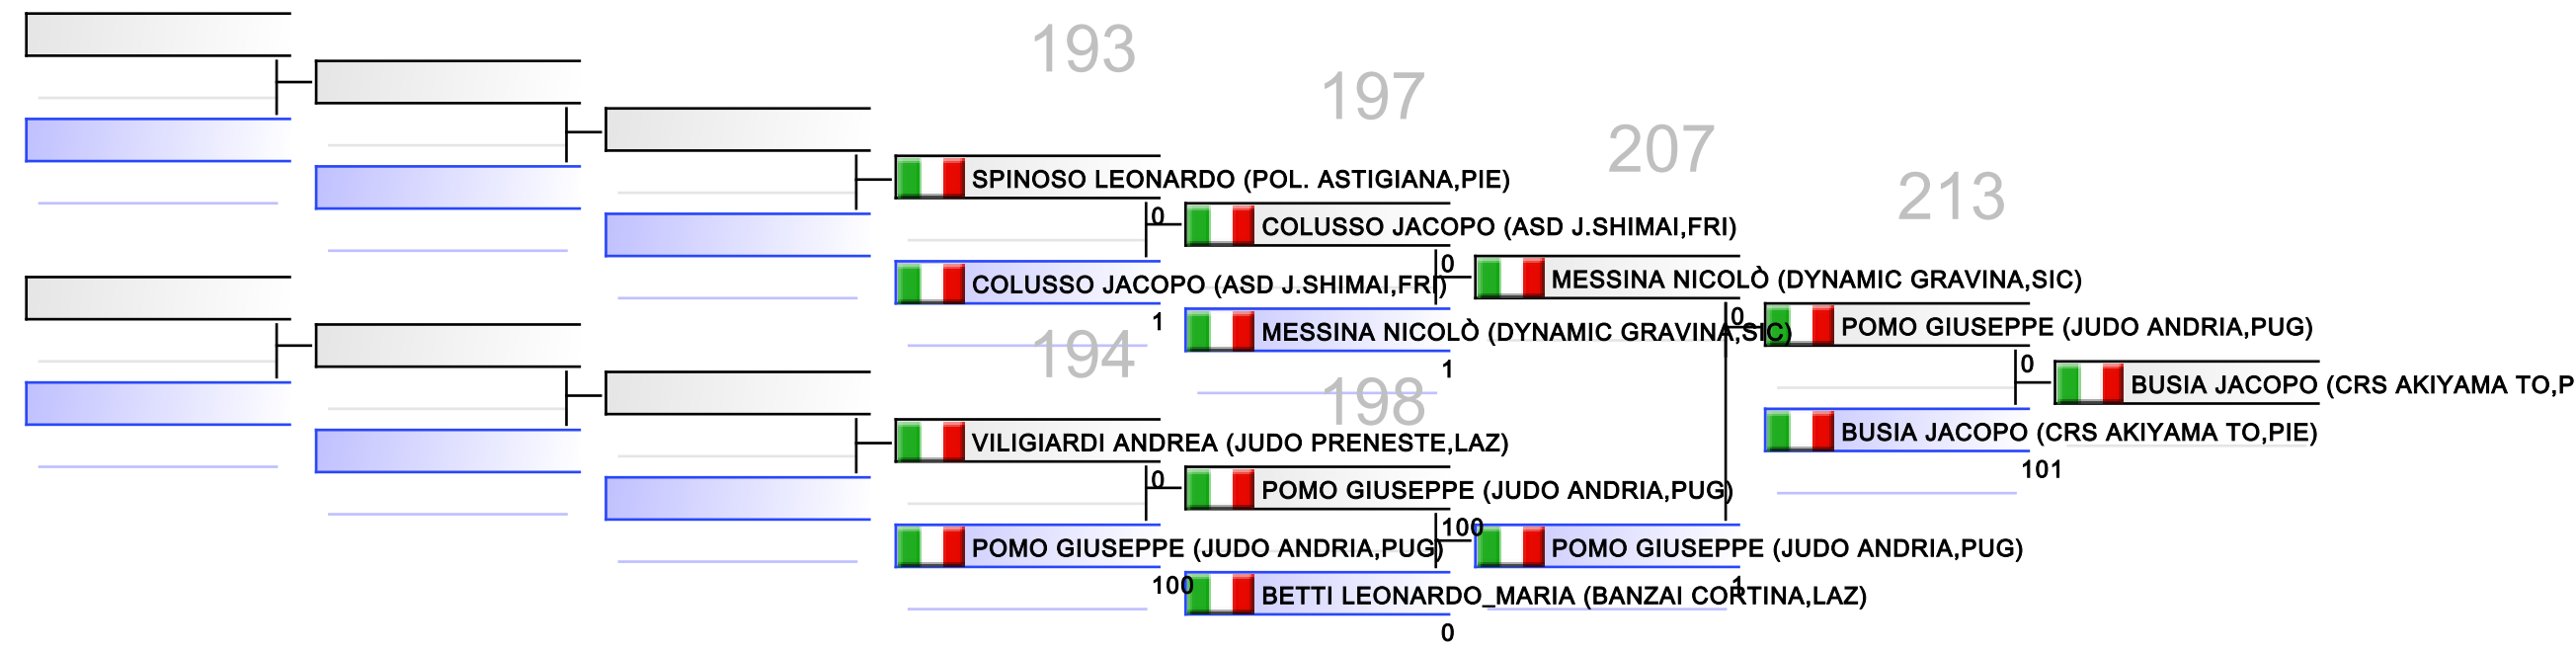 193
197
207
213
SPINOSO LEONARDO (POL. ASTIGIANA,PIE)
0
COLUSSO JACOPO (ASD J.SHIMAI,FRI)
0
COLUSSO JACOPO (ASD J.SHIMAI,FRI)
1
MESSINA NICOLÒ (DYNAMIC GRAVINA,SIC)
0
MESSINA NICOLÒ (DYNAMIC GRAVINA,SIC)
1
POMO GIUSEPPE (JUDO ANDRIA,PUG)
0
BUSIA JACOPO (CRS AKIYAMA TO,P
BUSIA JACOPO (CRS AKIYAMA TO,PIE)
101
194
198
VILIGIARDI ANDREA (JUDO PRENESTE,LAZ)
0
POMO GIUSEPPE (JUDO ANDRIA,PUG)
100
POMO GIUSEPPE (JUDO ANDRIA,PUG)
100
POMO GIUSEPPE (JUDO ANDRIA,PUG)
1
BETTI LEONARDO_MARIA (BANZAI CORTINA,LAZ)
0